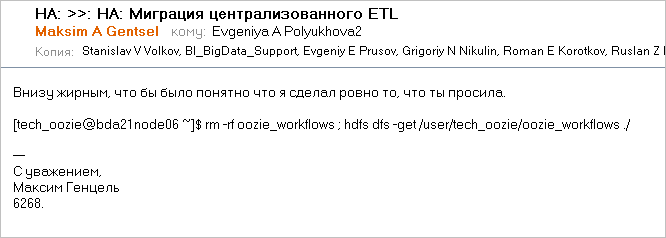 HA: >>: HA: Миграция централизованного ETL
Maksim A Gentsel кому: Evgeniya A Polyukhova2
Копия: Stanislav V Volkov, BI_BigData_Support, Evgeniy E Prusov, Grigoriy N Nikulin, Roman E Korotkov, Ruslan Z
Внизу жирным, что бы было понятно что я сделал ровно то, что ты просила.
[tech_oozie@bda21node06 ~]$ rm -rf oozie_workflows ; hdfs dfs -get /user/tech_oozie/oozie_workflows ./
—
С уважением,
Максим Генцель
6268.